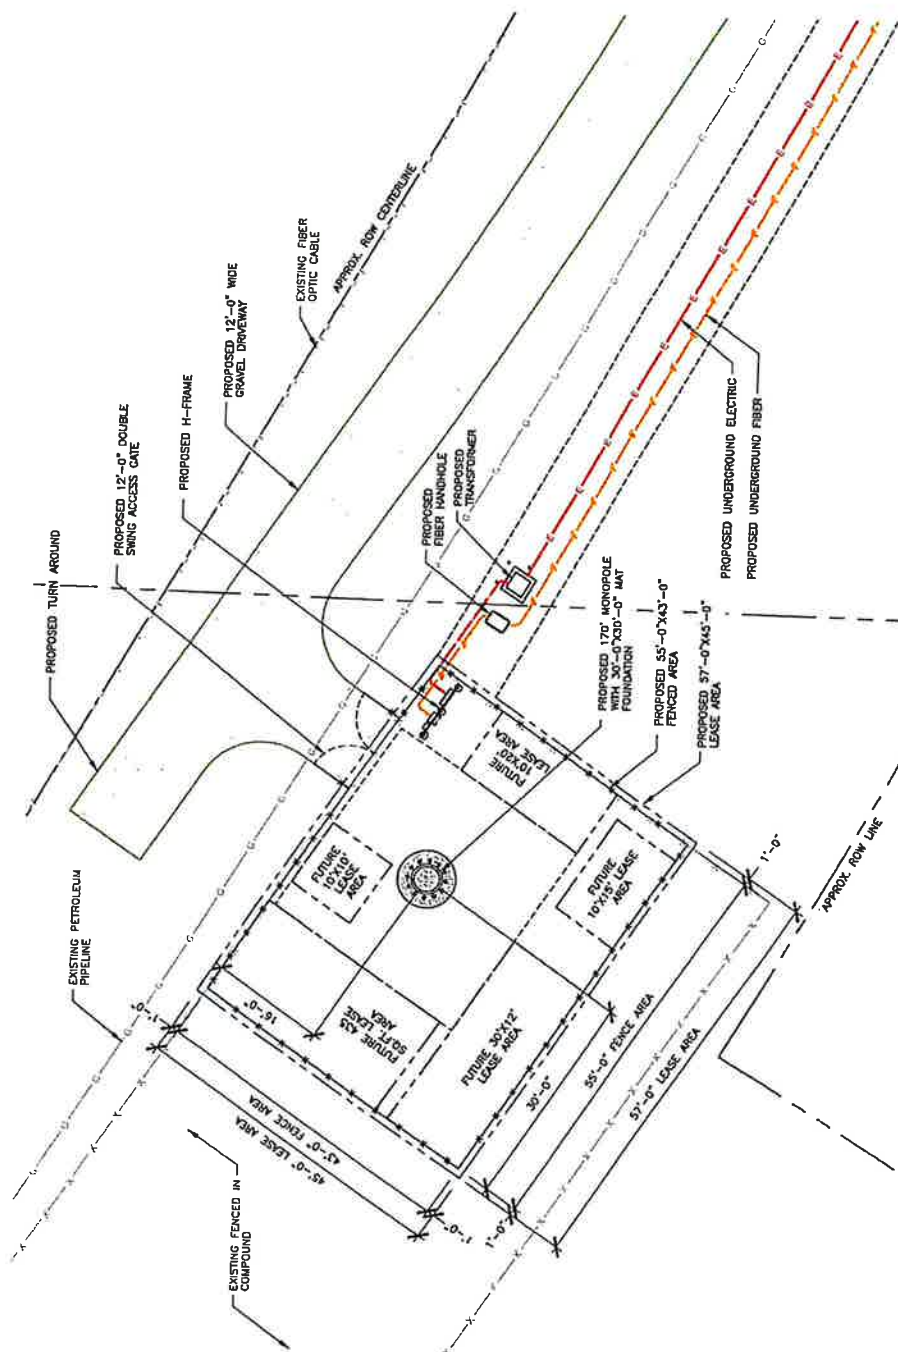 APPROX. ROW CENTERLINE
EXISTING FIBER
OPTIC CABLE
PROPOSED 12'-0" WIDE
GRAVEL DRIVEWAY
PROPOSED H-FRAME
PROPOSED 12'-0" DOUBLE
SWING ACCESS GATE
PROPOSED TURN AROUND
PROPOSED
FIBER HANDHOLE
PROPOSED
TRANSFORMER
PROPOSED UNDERGROUND ELECTRIC
PROPOSED UNDERGROUND FIBER
PROPOSED 170' MONOPOLE
WITH 30'-0"X30'-0" MAT
FOUNDATION
PROPOSED 55'-0"X43'-0"
FENCED AREA
PROPOSED 57'-0"X45'-0"
LEASE AREA
FUTURE
10'X20'
LEASE AREA
FUTURE
10'X10'
LEASE
AREA
FUTURE
10'X15' LEASE
AREA
FUTURE 435
SQ.FT. LEASE
AREA
FUTURE 30'X12'
LEASE AREA
EXISTING PETROLEUM
PIPELINE
1'-0"
16'-0"
43'-0" FENCE AREA
45'-0" LEASE AREA
1'-0"
1'-0"
30'-0"
55'-0" FENCE AREA
57'-0" LEASE AREA
1'-0"
APPROX. ROW LINE
EXISTING FENCED IN
COMPOUND